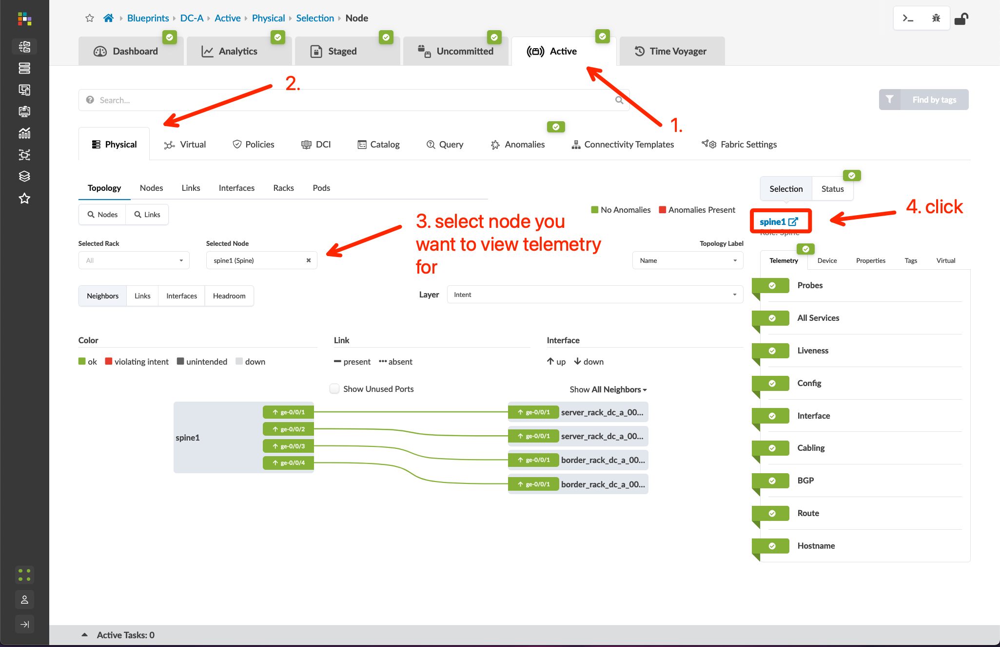 Blueprints DC-A Active Physical Selection Node
Dashboard Analytics Staged Uncommitted Active Time Voyager
2.
Search...
Find by tags
1.
Physical Virtual Policies DCI Catalog Query Anomalies Connectivity Templates Fabric Settings
Topology Nodes Links Interfaces Racks Pods
Selection Status
Nodes Links
No Anomalies Anomalies Present
4. click
spine1
Role: Spine
3. select node you
want to view telemetry
for
Selected Rack Selected Node Topology Label
All spine1 (Spine) Name
Telemetry Device Properties Tags Virtual
Neighbors Links Interfaces Headroom
Layer Intent
Probes
All Services
Liveness
Config
Interface
Cabling
BGP
Route
Hostname
Color Link Interface
ok violating intent unintended down present absent up down
Show Unused Ports Show All Neighbors
spine1
ge-0/0/1 ge-0/0/1 server_rack_dc_a_00...
ge-0/0/2 ge-0/0/1 server_rack_dc_a_00...
ge-0/0/3 ge-0/0/1 border_rack_dc_a_00...
ge-0/0/4 ge-0/0/1 border_rack_dc_a_00...
Active Tasks: 0